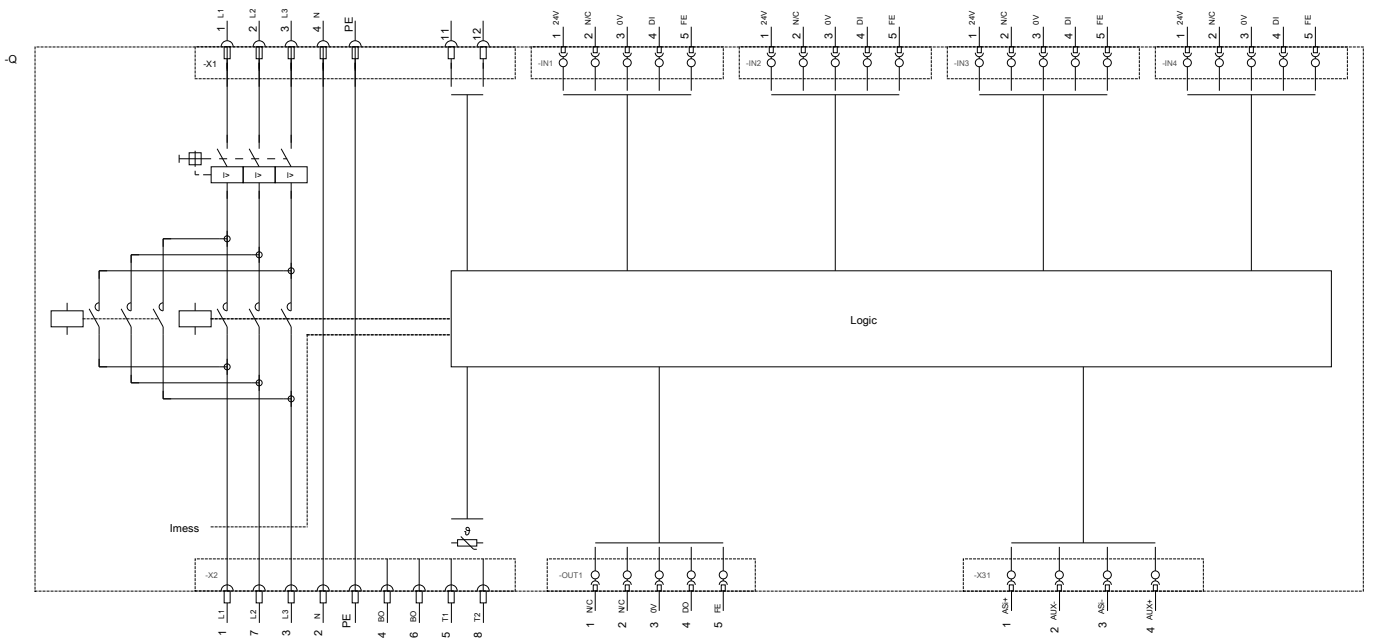 L1 L2 L3 N
1 2 3 4 PE 11 12
24V N/C 0V DI FE
1 2 3 4 5
24V N/C 0V DI FE
1 2 3 4 5
24V N/C 0V DI FE
1 2 3 4 5
24V N/C 0V DI FE
1 2 3 4 5
-Q
-X1
-IN1
-IN2
-IN3
-IN4
I> I> I>
Logic
Imess
ϑ
-X2
-OUT1
-X31
L1 L2 L3 N PE BO BO T1 T2
1 7 3 2 4 6 5 8
N/C N/C 0V DO FE
1 2 3 4 5
ASi+ AUX- ASi- AUX+
1 2 3 4